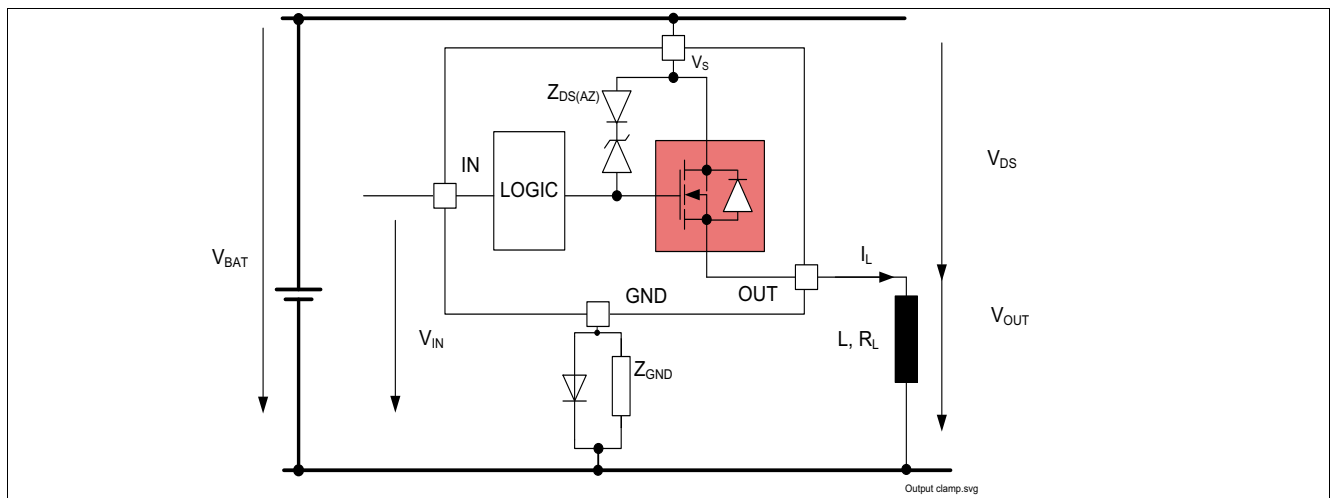 VS
ZDS(AZ)
VDS
IN
LOGIC
VBAT
IL
GND
OUT
VOUT
VIN
L, RL
ZGND
Output clamp.svg